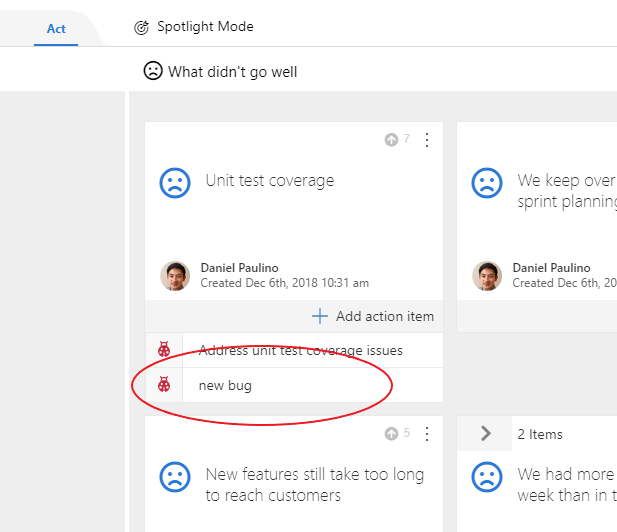 Act
Spotlight Mode
What didn't go well
7
Unit test coverage
Daniel Paulino
Created Dec 6th, 2018 10:31 am
Add action item
Address unit test coverage issues
new bug
We keep over
sprint planning
Daniel Paulino
Created Dec 6th, 20
5
New features still take too long
to reach customers
2 Items
We had more
week than in t